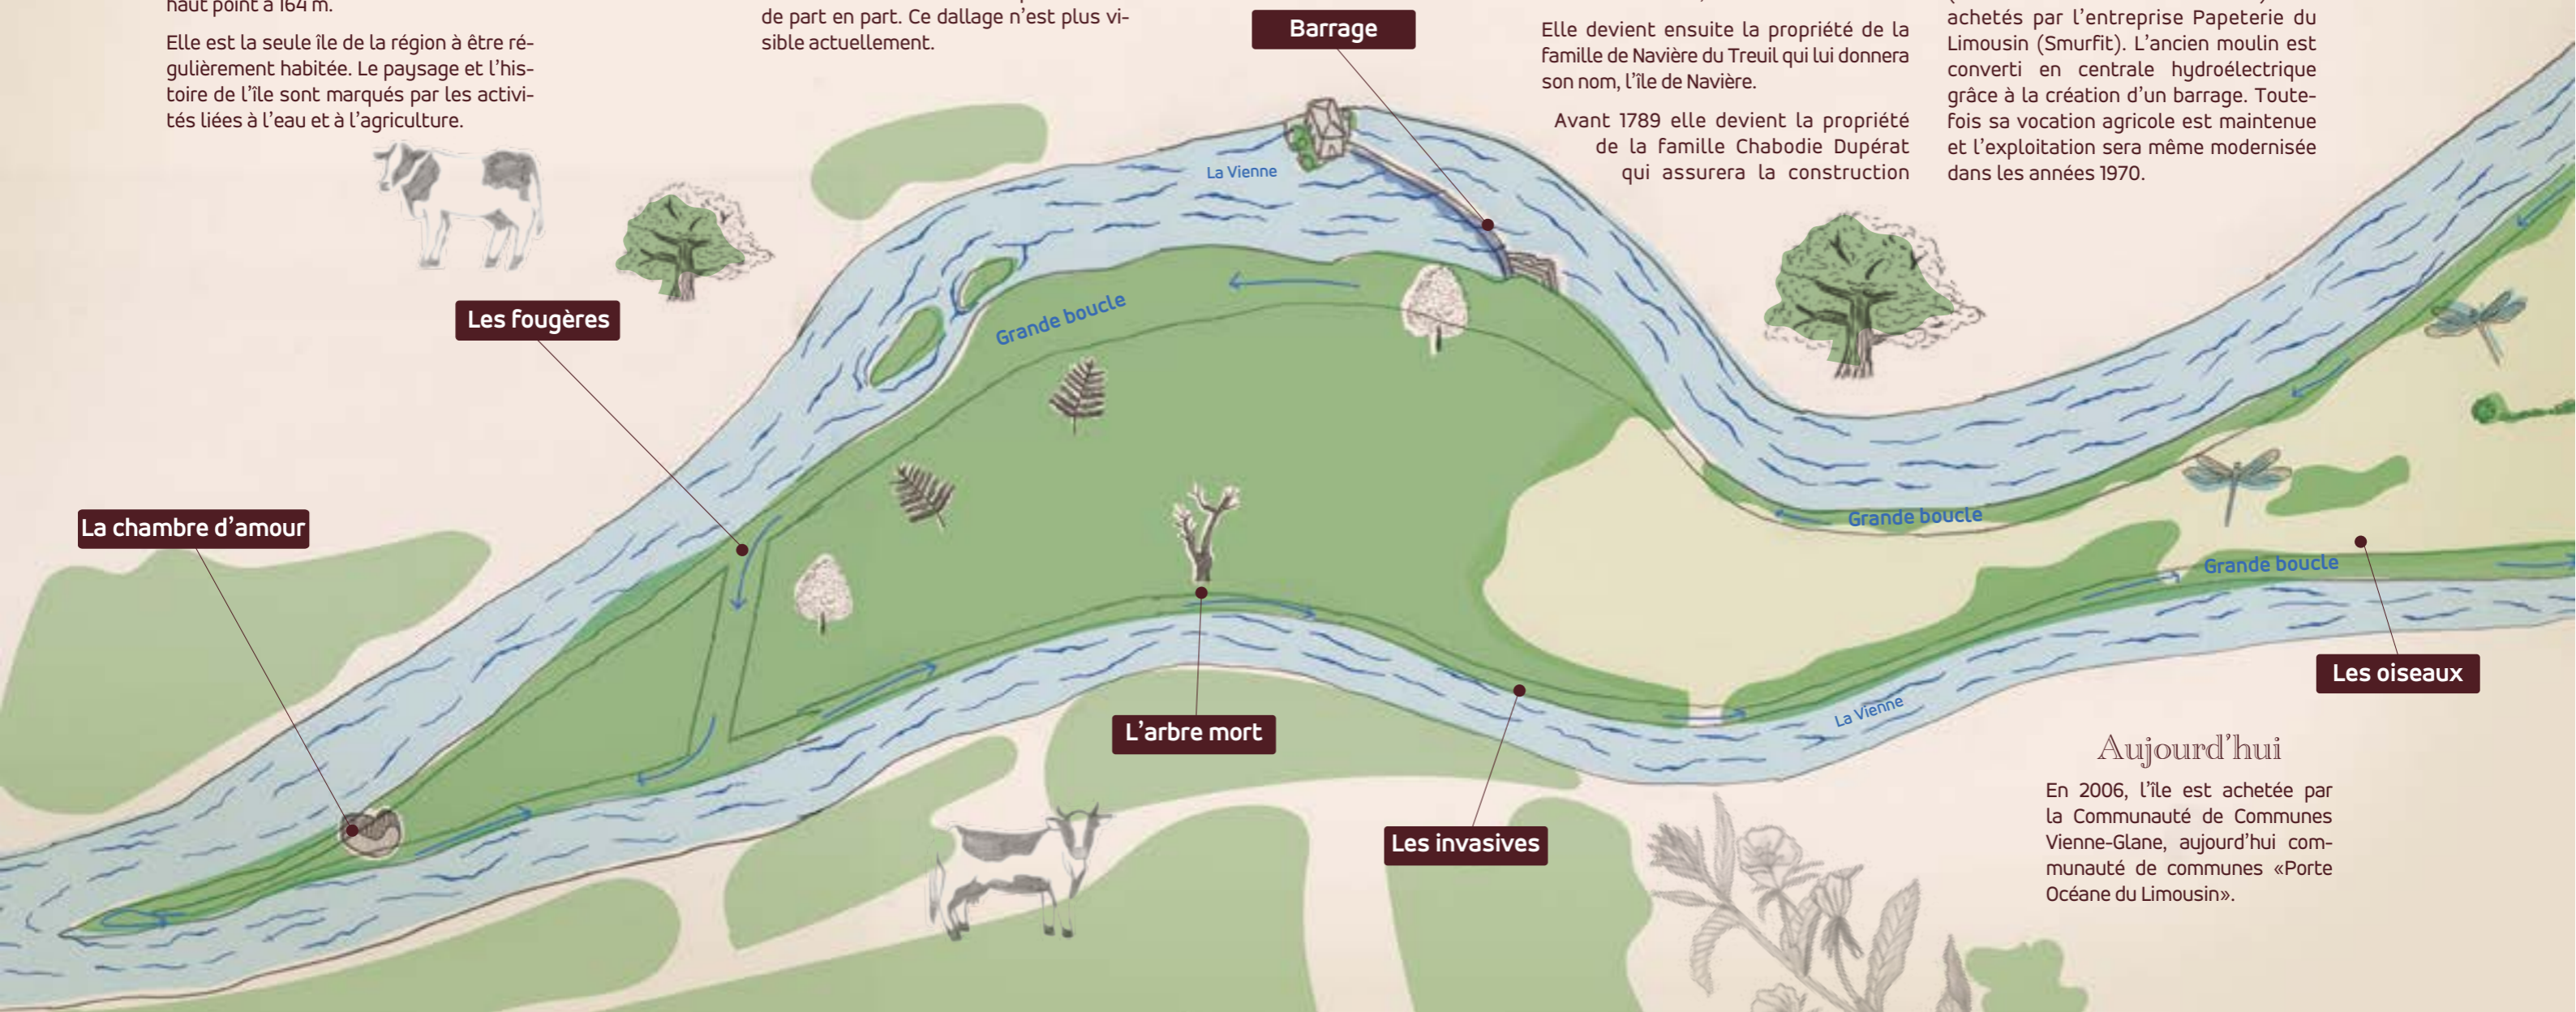 haut point à 164 m.
Elle est la seule île de la région à être ré-
gulièrement habitée. Le paysage et l'his-
toire de l'île sont marqués par les activi-
tés liées à l'eau et à l'agriculture.
de part en part. Ce dallage n'est plus vi-
sible actuellement.
Barrage
Elle devient ensuite la propriété de la
famille de Navière du Treuil qui lui donnera
son nom, l'île de Navière.
Avant 1789 elle devient la propriété
de la famille Chabodie Dupérat
qui assurera la construction
achetés par l'entreprise Papeterie du
Limousin (Smurfit). L'ancien moulin est
converti en centrale hydroélectrique
grâce à la création d'un barrage. Toute-
fois sa vocation agricole est maintenue
et l'exploitation sera même modernisée
dans les années 1970.
La Vienne
Grande boucle
Les fougères
La chambre d'amour
Grande boucle
Grande boucle
Les oiseaux
La Vienne
L'arbre mort
Les invasives
Aujourd'hui
En 2006, l'île est achetée par
la Communauté de Communes
Vienne-Glane, aujourd'hui com-
munauté de communes «Porte
Océane du Limousin».